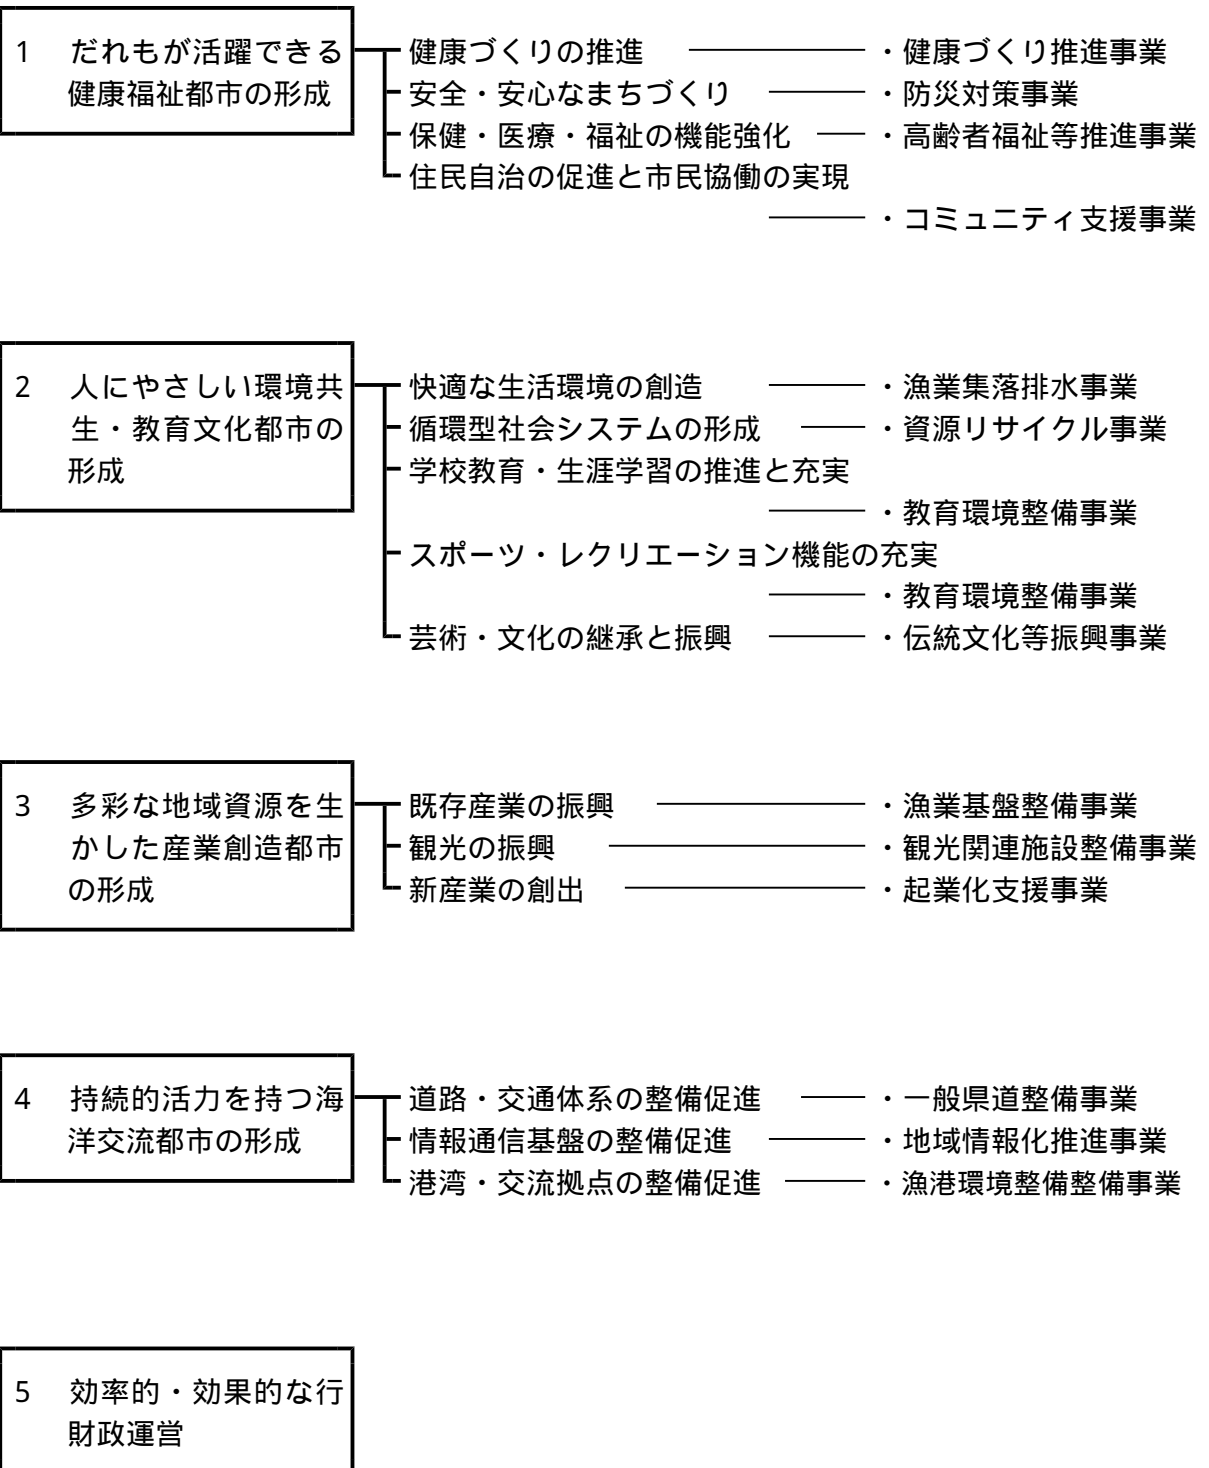 1 だれもが活躍できる 健康づくりの推進 ・健康づくり推進事業
健康福祉都市の形成 安全・安心なまちづくり ・防災対策事業
保健・医療・福祉の機能強化 ・高齢者福祉等推進事業
住民自治の促進と市民協働の実現
・コミュニティ支援事業
2 人にやさしい環境共 快適な生活環境の創造 ・漁業集落排水事業
生・教育文化都市の 循環型社会システムの形成 ・資源リサイクル事業
形成 学校教育・生涯学習の推進と充実
・教育環境整備事業
スポーツ・レクリエーション機能の充実
・教育環境整備事業
芸術・文化の継承と振興 ・伝統文化等振興事業
3 多彩な地域資源を生 既存産業の振興 ・漁業基盤整備事業
かした産業創造都市 観光の振興 ・観光関連施設整備事業
の形成 新産業の創出 ・起業化支援事業
4 持続的活力を持つ海 道路・交通体系の整備促進 ・一般県道整備事業
洋交流都市の形成 情報通信基盤の整備促進 ・地域情報化推進事業
港湾・交流拠点の整備促進 ・漁港環境整備整備事業
5 効率的・効果的な行
財政運営